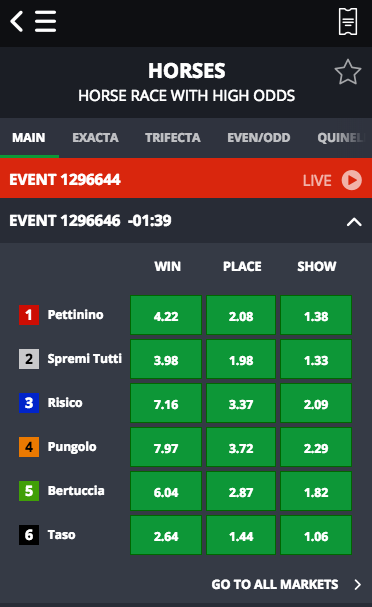 HORSES
HORSE RACE WITH HIGH ODDS
MAIN EXACTA TRIFECTA EVEN/ODD QUINEL
EVENT 1296644 LIVE
EVENT 1296646 -01:39
WIN PLACE SHOW
1 Pettinino 4.22 2.08 1.38
2 Spremi Tutti 3.98 1.98 1.33
3 Risico 7.16 3.37 2.09
4 Pungolo 7.97 3.72 2.29
5 Bertuccia 6.04 2.87 1.82
6 Taso 2.64 1.44 1.06
GO TO ALL MARKETS